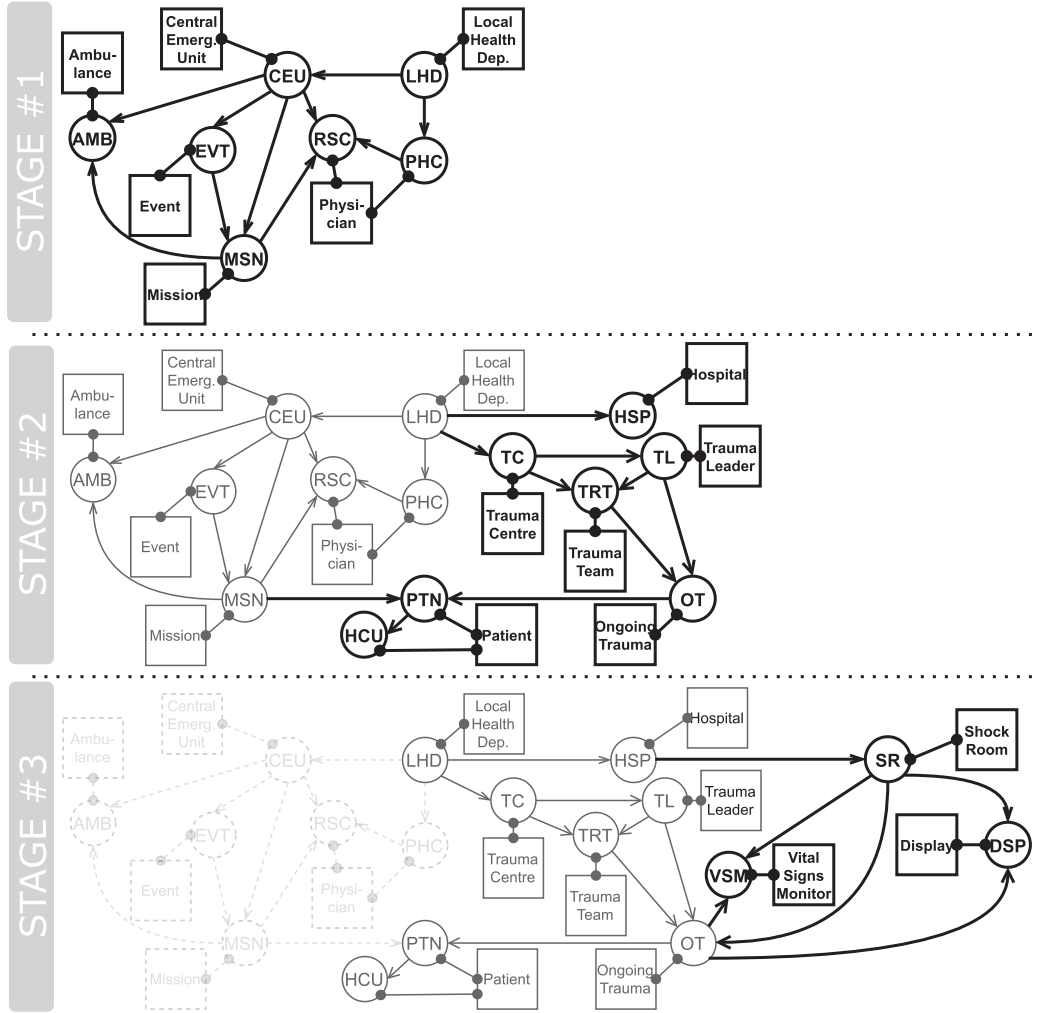 STAGE #1
Central
Emerg.
Unit
Local
Health
Dep.
Ambu-
lance
CEU
LHD
AMB
EVT
RSC
PHC
Event
Physi-
cian
MSN
Mission
STAGE #2
Central
Emerg.
Unit
Local
Health
Dep.
Hospital
Ambu-
lance
CEU
LHD
HSP
TC
TL
Trauma
Leader
AMB
EVT
RSC
PHC
TRT
Trauma
Centre
Event
Physi-
cian
Trauma
Team
MSN
PTN
OT
Mission
HCU
Patient
Ongoing
Trauma
STAGE #3
Central
Emerg.
Unit
Local
Health
Dep.
Hospital
Shock
Room
Ambu-
lance
CEU
LHD
HSP
SR
TC
TL
Trauma
Leader
AMB
EVT
RSC
PHC
TRT
Display
DSP
Trauma
Centre
VSM
Vital
Signs
Monitor
Event
Physi-
cian
Trauma
Team
MSN
PTN
OT
Mission
HCU
Patient
Ongoing
Trauma